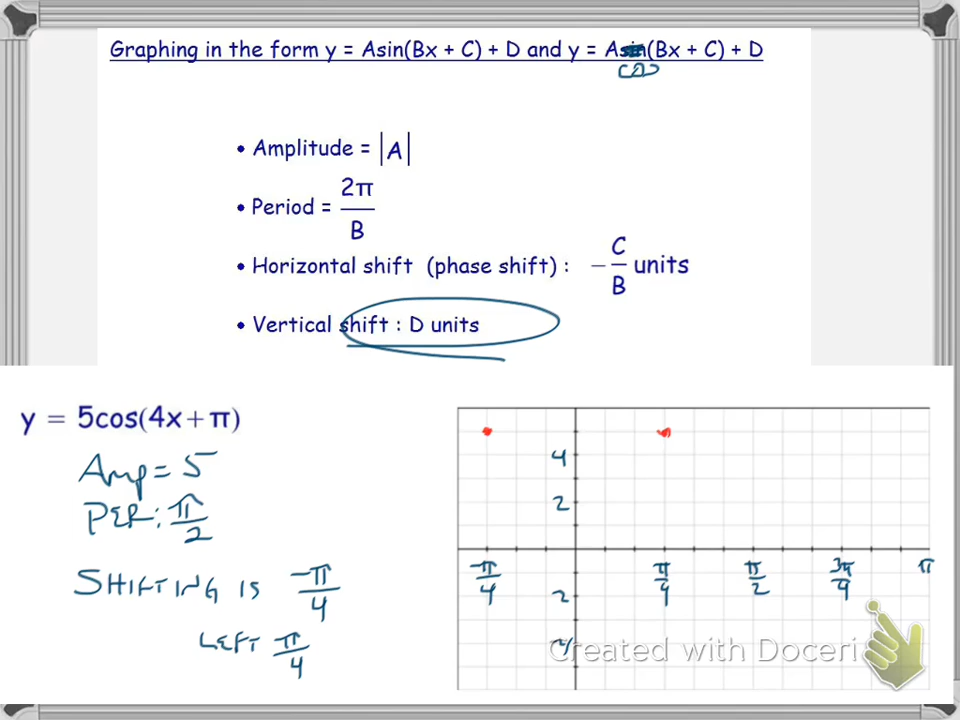 Graphing in the form y = Asin(Bx + C) + D and y = Asin(Bx + C) + D
cos
• Amplitude = |A|
• Period = 2π/B
• Horizontal shift (phase shift) : −C/B units
• Vertical shift : D units
y = 5cos(4x+π)
Amp = 5
PER: π/2
SHIFTING IS −π/4
LEFT π/4
4
2
−π/4 π/4 π/2 3π/4 π
2
Created with Doceri